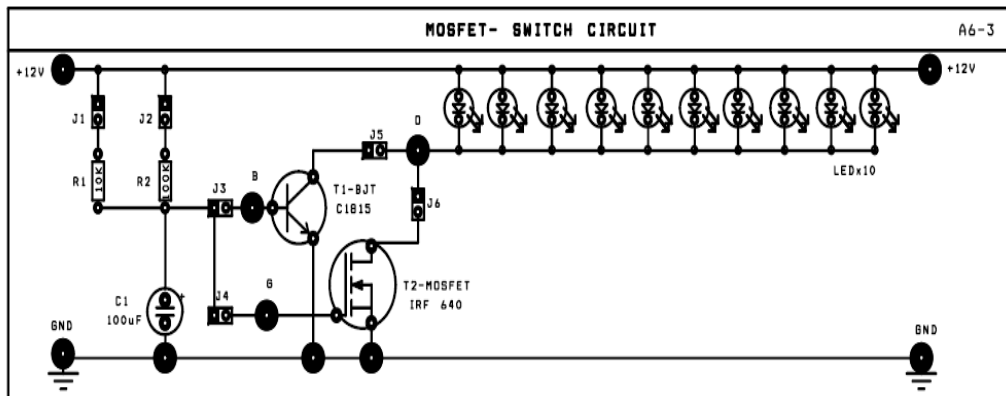 MOSFET- SWITCH CIRCUIT
A6-3
+12V
+12V
J1
J2
J5
D
R1
10K
R2
100K
J3
B
T1-BJT
C1815
J6
LEDx10
C1
100uF
+
J4
G
T2-MOSFET
IRF 640
GND
GND